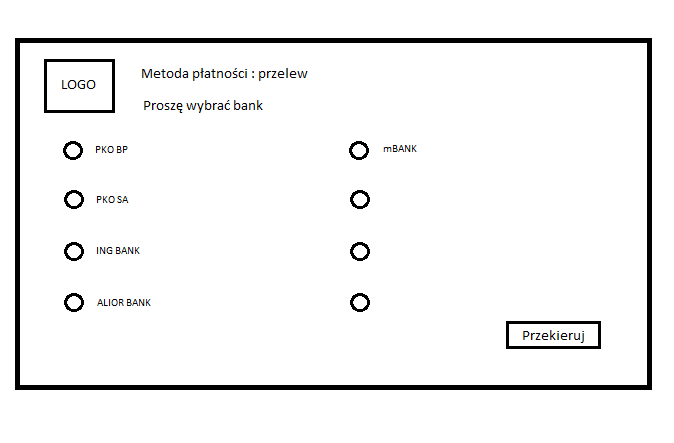 LOGO
Metoda płatności : przelew
Proszę wybrać bank
PKO BP
mBANK
PKO SA
ING BANK
ALIOR BANK
Przekieruj